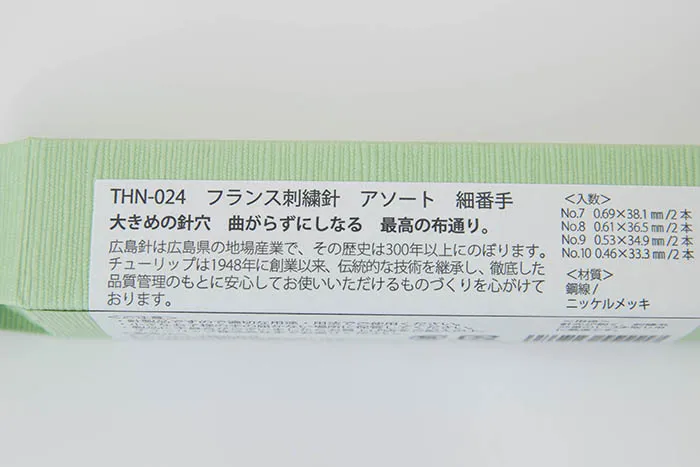 THN-024 フランス刺繍針 アソート 細番手
大きめの針穴 曲がらずにしなる 最高の布通り。
広島針は広島県の地場産業で、その歴史は300年以上にのぼります。
チューリップは1948年に創業以来、伝統的な技術を継承し、徹底した
品質管理のもとに安心してお使いいただけるものづくりを心がけて
おります。
＜入数＞
No.7 0.69×38.1㎜/2本
No.8 0.61×36.5㎜/2本
No.9 0.53×34.9㎜/2本
No.10 0.46×33.3㎜/2本
＜材質＞
鋼線/
ニッケルメッキ